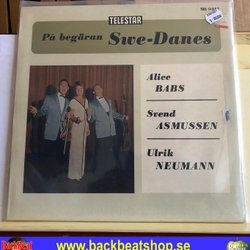 TELESTAR
På begäran Swe-Danes
Alice
BABS
Svend
ASMUSSEN
Ulrik
NEUMANN
www.backbeatshop.se